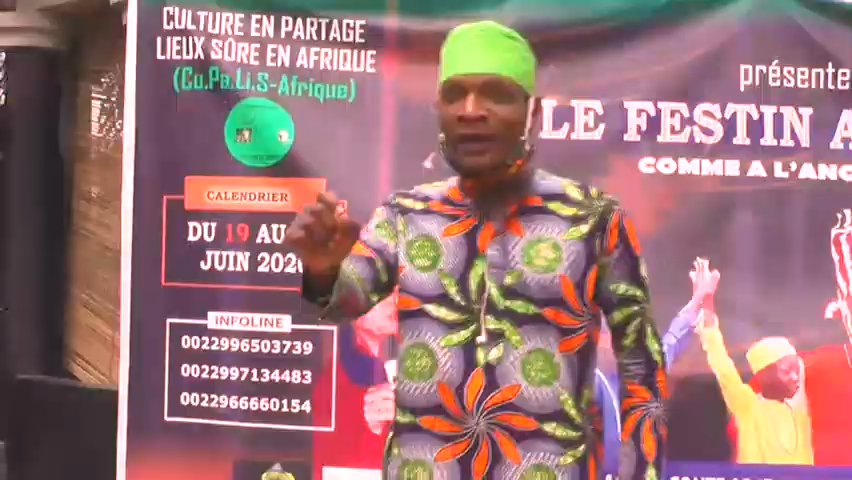 CULTURE EN PARTAGE
LIEUX SÛRE EN AFRIQUE
(Cu.Pa.Li.S-Afrique)
présente
LE FESTIN
COMME A L'ANC
CALENDRIER
DU 19 AU
JUIN
INFOLINE
0022996503739
0022997134483
0022966660154